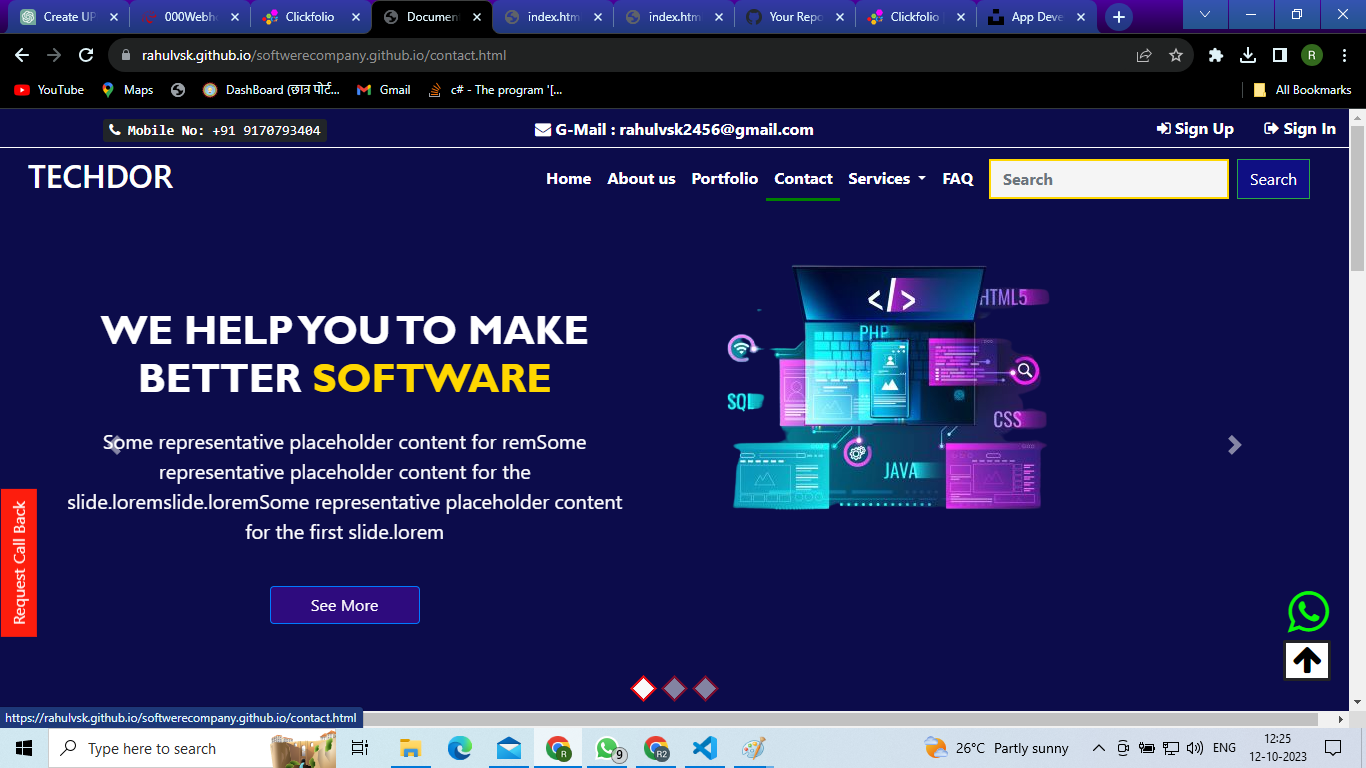 Create UP
000Webh
Clickfolio
Document
index.htm
index.htm
Your Repo
Clickfolio
App Deve
rahulvsk.github.io/softwerecompany.github.io/contact.html
R
YouTube
Maps
DashBoard (छात्र पोर्ट...
Gmail
c# - The program '[...
All Bookmarks
Mobile No: +91 9170793404
G-Mail : rahulvsk2456@gmail.com
Sign Up
Sign In
TECHDOR
Home About us Portfolio Contact Services FAQ
Search
Search
WE HELP YOU TO MAKE
BETTER SOFTWARE
Some representative placeholder content for remSome
representative placeholder content for the
slide.loremslide.loremSome representative placeholder content
for the first slide.lorem
See More
</>
HTML5
PHP
SQL
CSS
JAVA
Request Call Back
https://rahulvsk.github.io/softwerecompany.github.io/contact.html
Type here to search
R
9
R2
26°C Partly sunny
ENG
12:25
12-10-2023